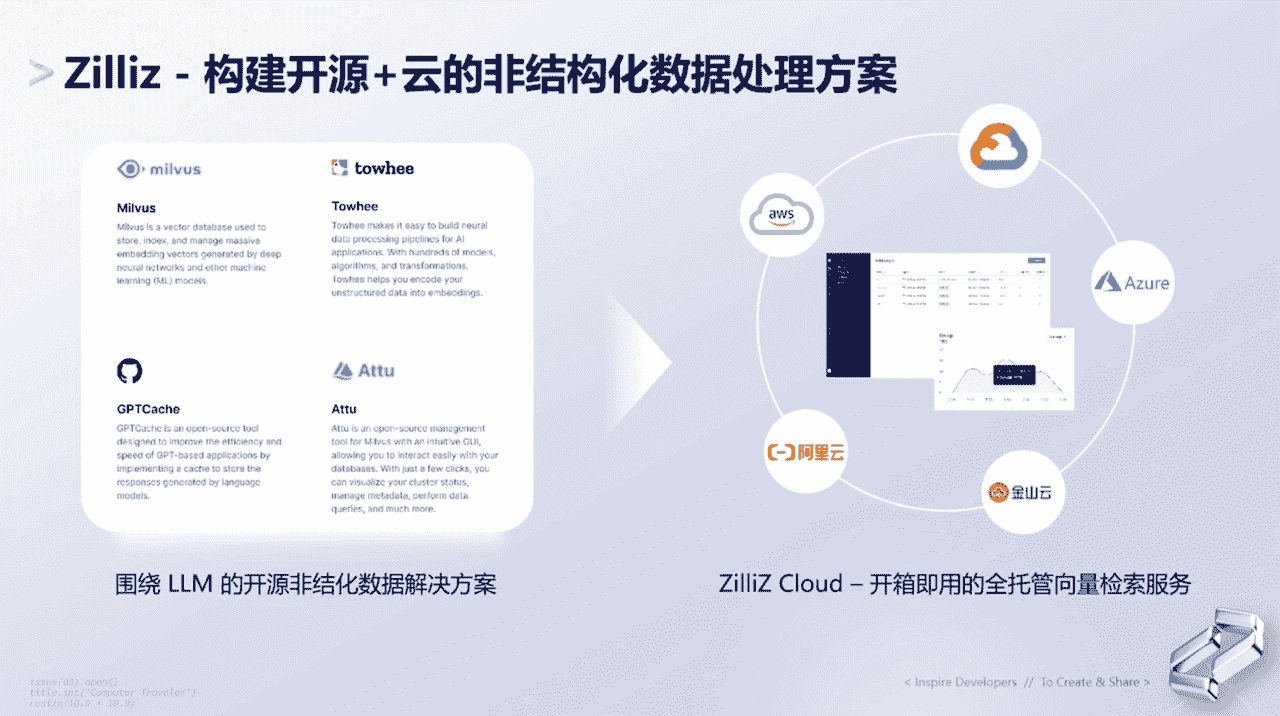 > Zilliz - 构建开源+云的非结构化数据处理方案
milvus
Milvus
Milvus is a vector database used to
store, index, and manage massive
embedding vectors generated by deep
neural networks and other machine
learning (ML) models.
towhee
Towhee
Towhee makes it easy to build neural
data processing pipelines for AI
applications. With hundreds of models,
algorithms, and transformations.
Towhee helps you encode your
unstructured data into embeddings.
GPTCache
GPTCache is an open-source tool
designed to improve the efficiency and
speed of GPT-based applications by
implementing a cache to store the
responses generated by language
models.
Attu
Attu
Attu is an open-source management
tool for Milvus with an intuitive GUI,
allowing you to interact easily with your
databases. With just a few clicks, you
can visualize your cluster status,
manage metadata, perform data
queries, and much more.
围绕 LLM 的开源非结化数据解决方案
aws
Azure
阿里云
金山云
ZilliZ Cloud – 开箱即用的全托管向量检索服务
issue(03).open()
title.set('Computer Traveler')
resize(10.0 + 10.9)
< Inspire Developers // To Create & Share >